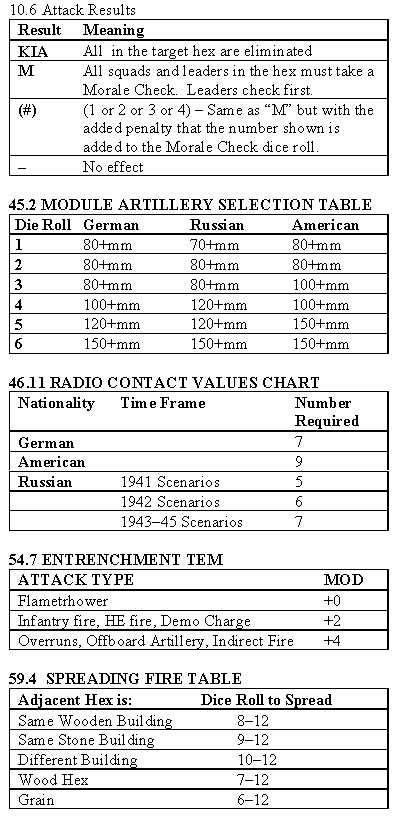 10.6 Attack Results
Result Meaning
KIA All in the target hex are eliminated
M All squads and leaders in the hex must take a
Morale Check. Leaders check first.
(#) (1 or 2 or 3 or 4) – Same as “M” but with the
added penalty that the number shown is
added to the Morale Check dice roll.
– No effect
45.2 MODULE ARTILLERY SELECTION TABLE
Die Roll German Russian American
1 80+mm 70+mm 80+mm
2 80+mm 80+mm 80+mm
3 80+mm 80+mm 100+mm
4 100+mm 120+mm 100+mm
5 120+mm 120+mm 150+mm
6 150+mm 150+mm 150+mm
46.11 RADIO CONTACT VALUES CHART
Nationality Time Frame Number
Required
German 7
American 9
Russian 1941 Scenarios 5
1942 Scenarios 6
1943–45 Scenarios 7
54.7 ENTRENCHMENT TEM
ATTACK TYPE MOD
Flametrhower +0
Infantry fire, HE fire, Demo Charge +2
Overruns, Offboard Artillery, Indirect Fire +4
59.4 SPREADING FIRE TABLE
Adjacent Hex is: Dice Roll to Spread
Same Wooden Building 8–12
Same Stone Building 9–12
Different Building 10–12
Wood Hex 7–12
Grain 6–12